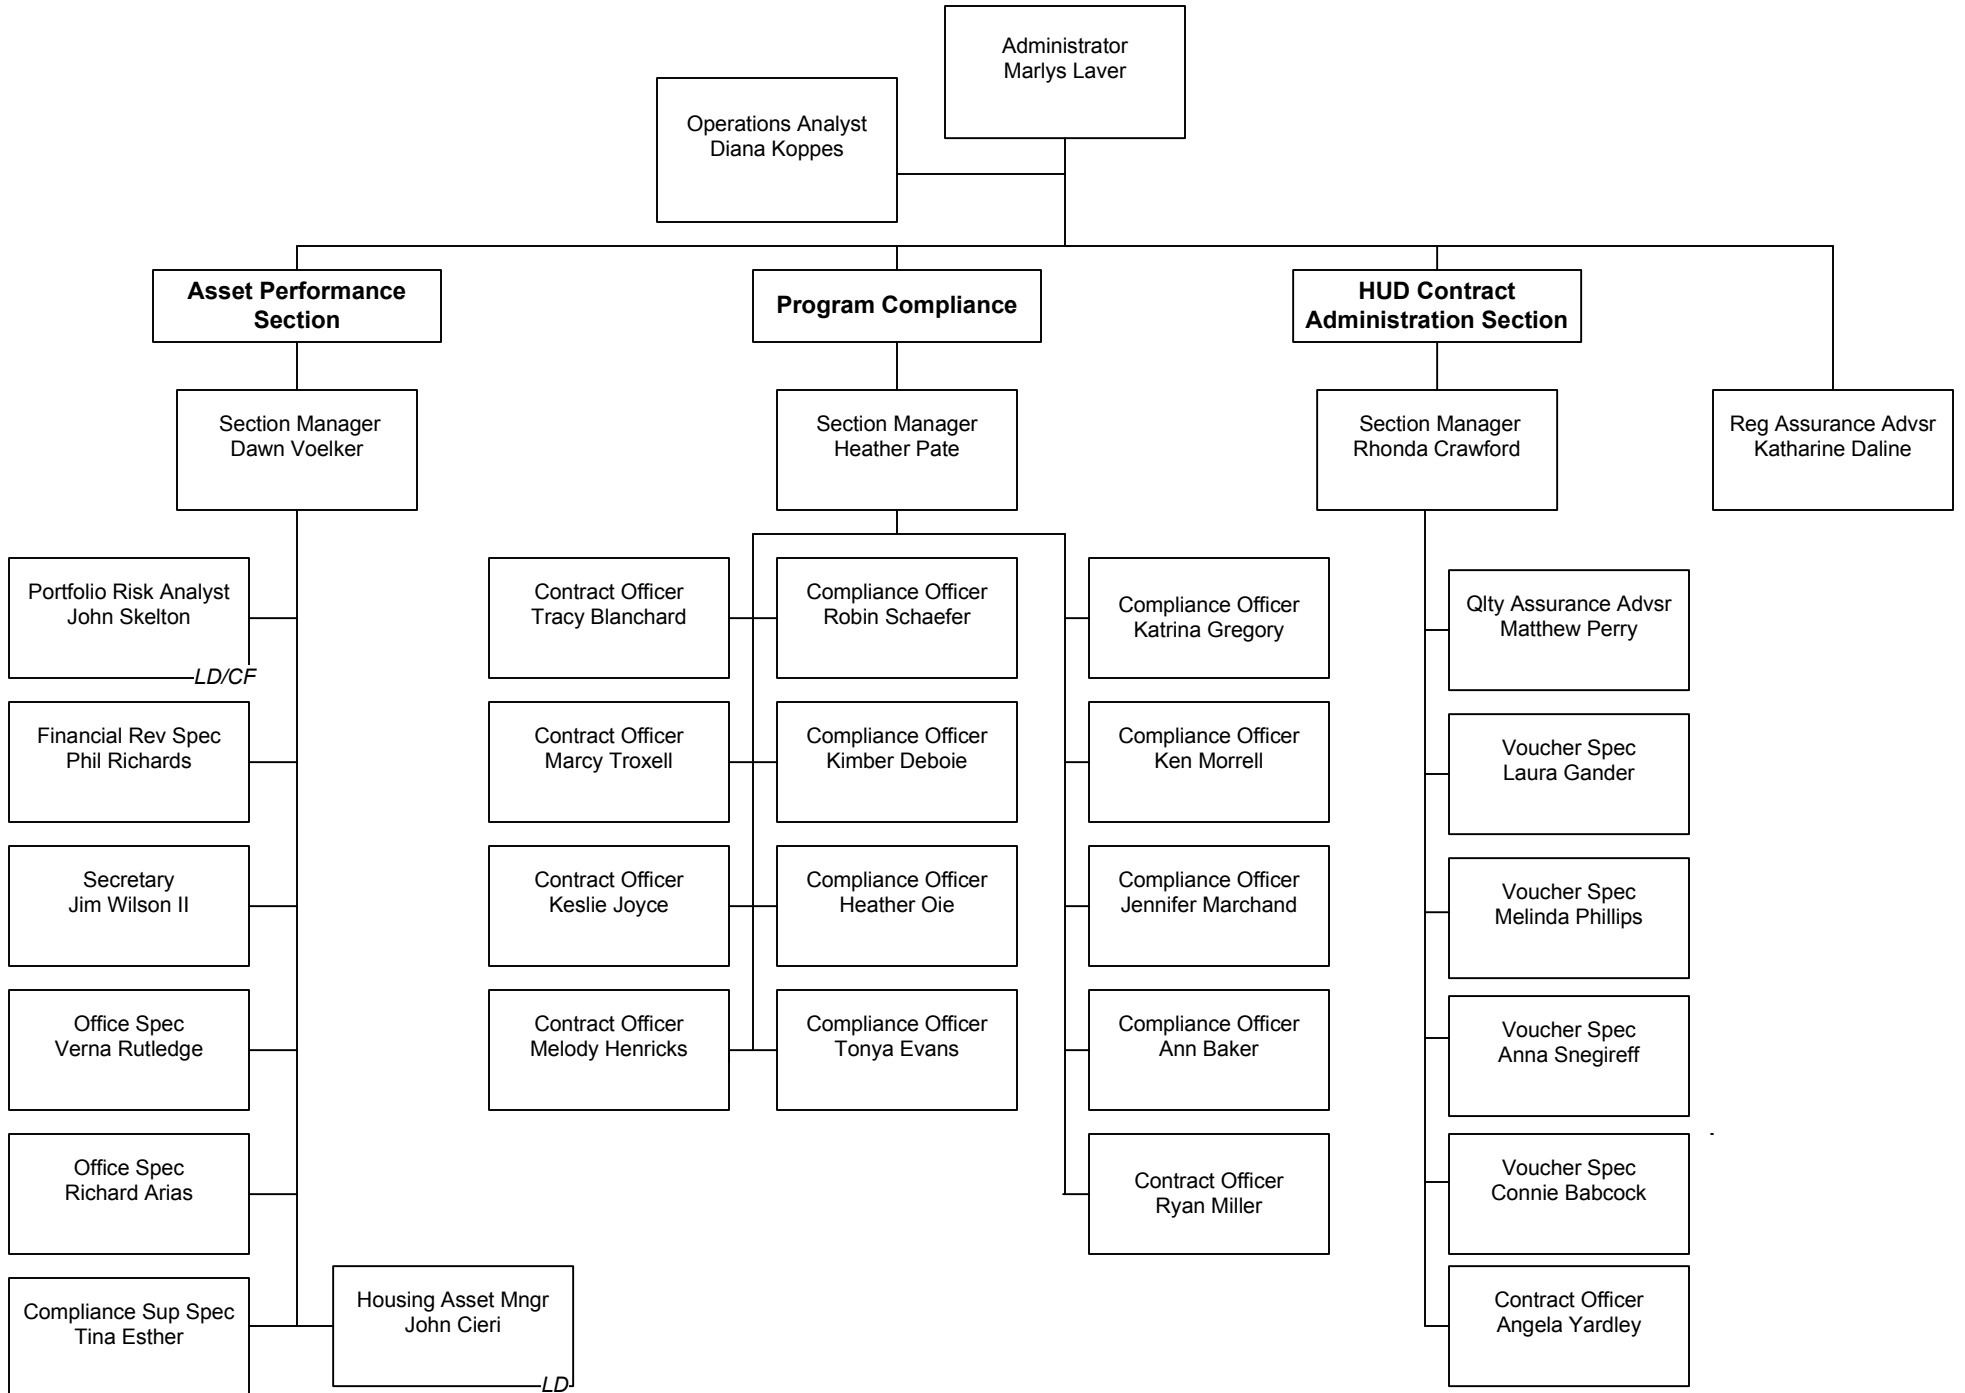 Administrator
Marlys Laver
Operations Analyst
Diana Koppes
Asset Performance
Section
Program Compliance
HUD Contract
Administration Section
Section Manager
Dawn Voelker
Section Manager
Heather Pate
Section Manager
Rhonda Crawford
Reg Assurance Advsr
Katharine Daline
Portfolio Risk Analyst
John Skelton
LD/CF
Financial Rev Spec
Phil Richards
Secretary
Jim Wilson II
Office Spec
Verna Rutledge
Office Spec
Richard Arias
Compliance Sup Spec
Tina Esther
Housing Asset Mngr
John Cieri
LD
Contract Officer
Tracy Blanchard
Contract Officer
Marcy Troxell
Contract Officer
Keslie Joyce
Contract Officer
Melody Henricks
Compliance Officer
Robin Schaefer
Compliance Officer
Kimber Deboie
Compliance Officer
Heather Oie
Compliance Officer
Tonya Evans
Compliance Officer
Katrina Gregory
Compliance Officer
Ken Morrell
Compliance Officer
Jennifer Marchand
Compliance Officer
Ann Baker
Contract Officer
Ryan Miller
Qlty Assurance Advsr
Matthew Perry
Voucher Spec
Laura Gander
Voucher Spec
Melinda Phillips
Voucher Spec
Anna Snegireff
Voucher Spec
Connie Babcock
Contract Officer
Angela Yardley